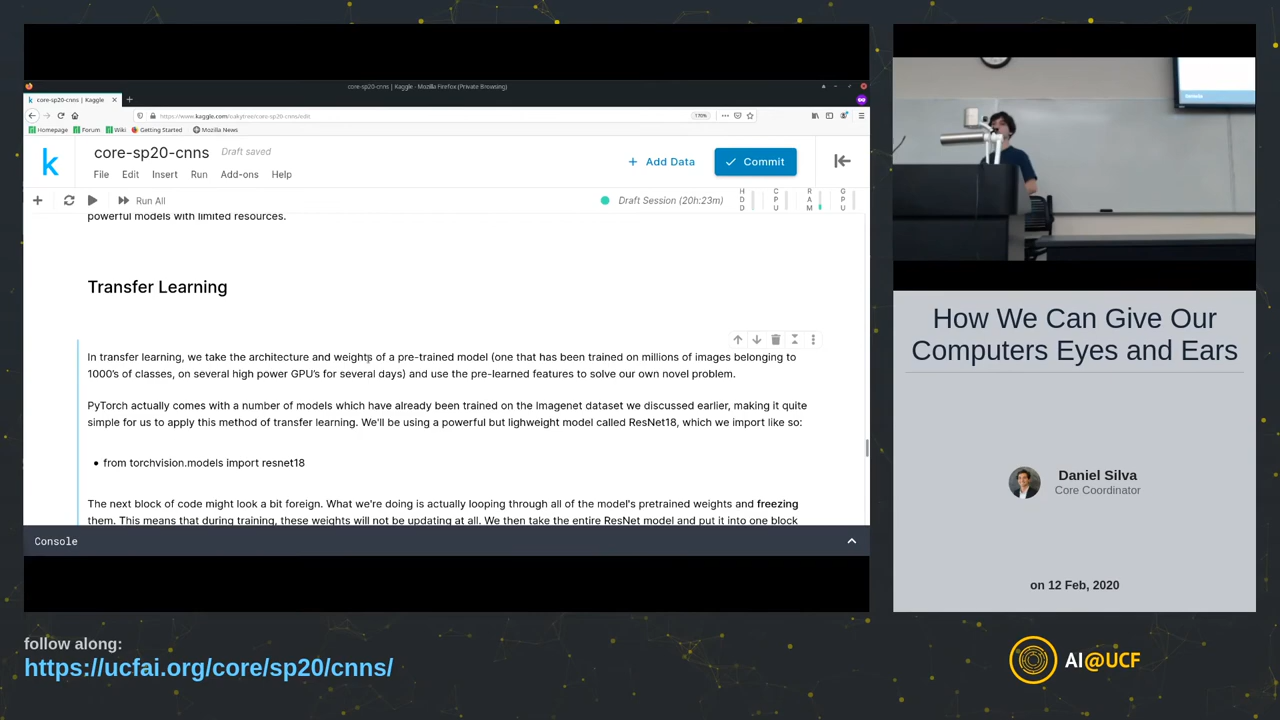 core-sp20-cnns | Kaggle - Mozilla Firefox (Private Browsing)
core-sp20-cnns | Kaggle
170%
Homepage Forum Wiki Getting Started Mozilla News
core-sp20-cnns Draft saved
File Edit Insert Run Add-ons Help
+ Add Data
Commit
Run All
Draft Session (20h:23m)
HDD CPU RAM GPU
powerful models with limited resources.
Transfer Learning
In transfer learning, we take the architecture and weights of a pre-trained model (one that has been trained on millions of images belonging to
1000's of classes, on several high power GPU's for several days) and use the pre-learned features to solve our own novel problem.
PyTorch actually comes with a number of models which have already been trained on the Imagenet dataset we discussed earlier, making it quite
simple for us to apply this method of transfer learning. We'll be using a powerful but lighweight model called ResNet18, which we import like so:
• from torchvision.models import resnet18
The next block of code might look a bit foreign. What we're doing is actually looping through all of the model's pretrained weights and freezing
them. This means that during training, these weights will not be updating at all. We then take the entire ResNet model and put it into one block
Console
How We Can Give Our
Computers Eyes and Ears
Daniel Silva
Core Coordinator
on 12 Feb, 2020
follow along:
https://ucfai.org/core/sp20/cnns/
AI@UCF